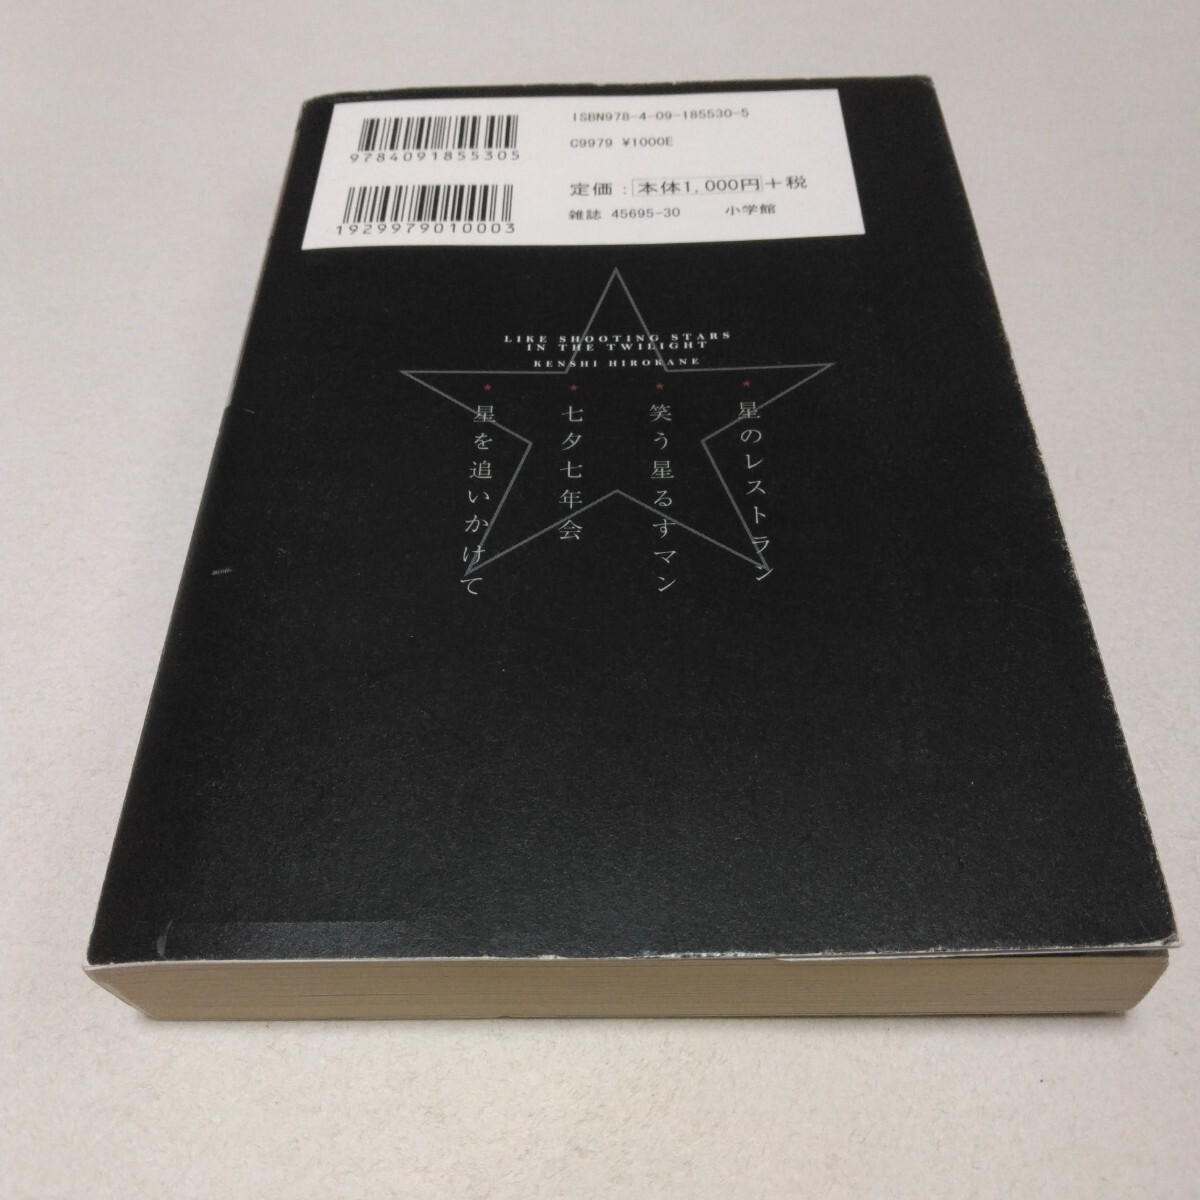 ISBN978-4-09-185530-5
9784091855305
C9979 ¥1000E
定価：本体1,000円＋税
1929979010003
雑誌 45695-30 小学館
LIKE SHOOTING STARS
IN THE TWILIGHT
KENSHI HIROKANE
星のレストラン
笑う星るすマン
七夕七年会
星を追いかけて